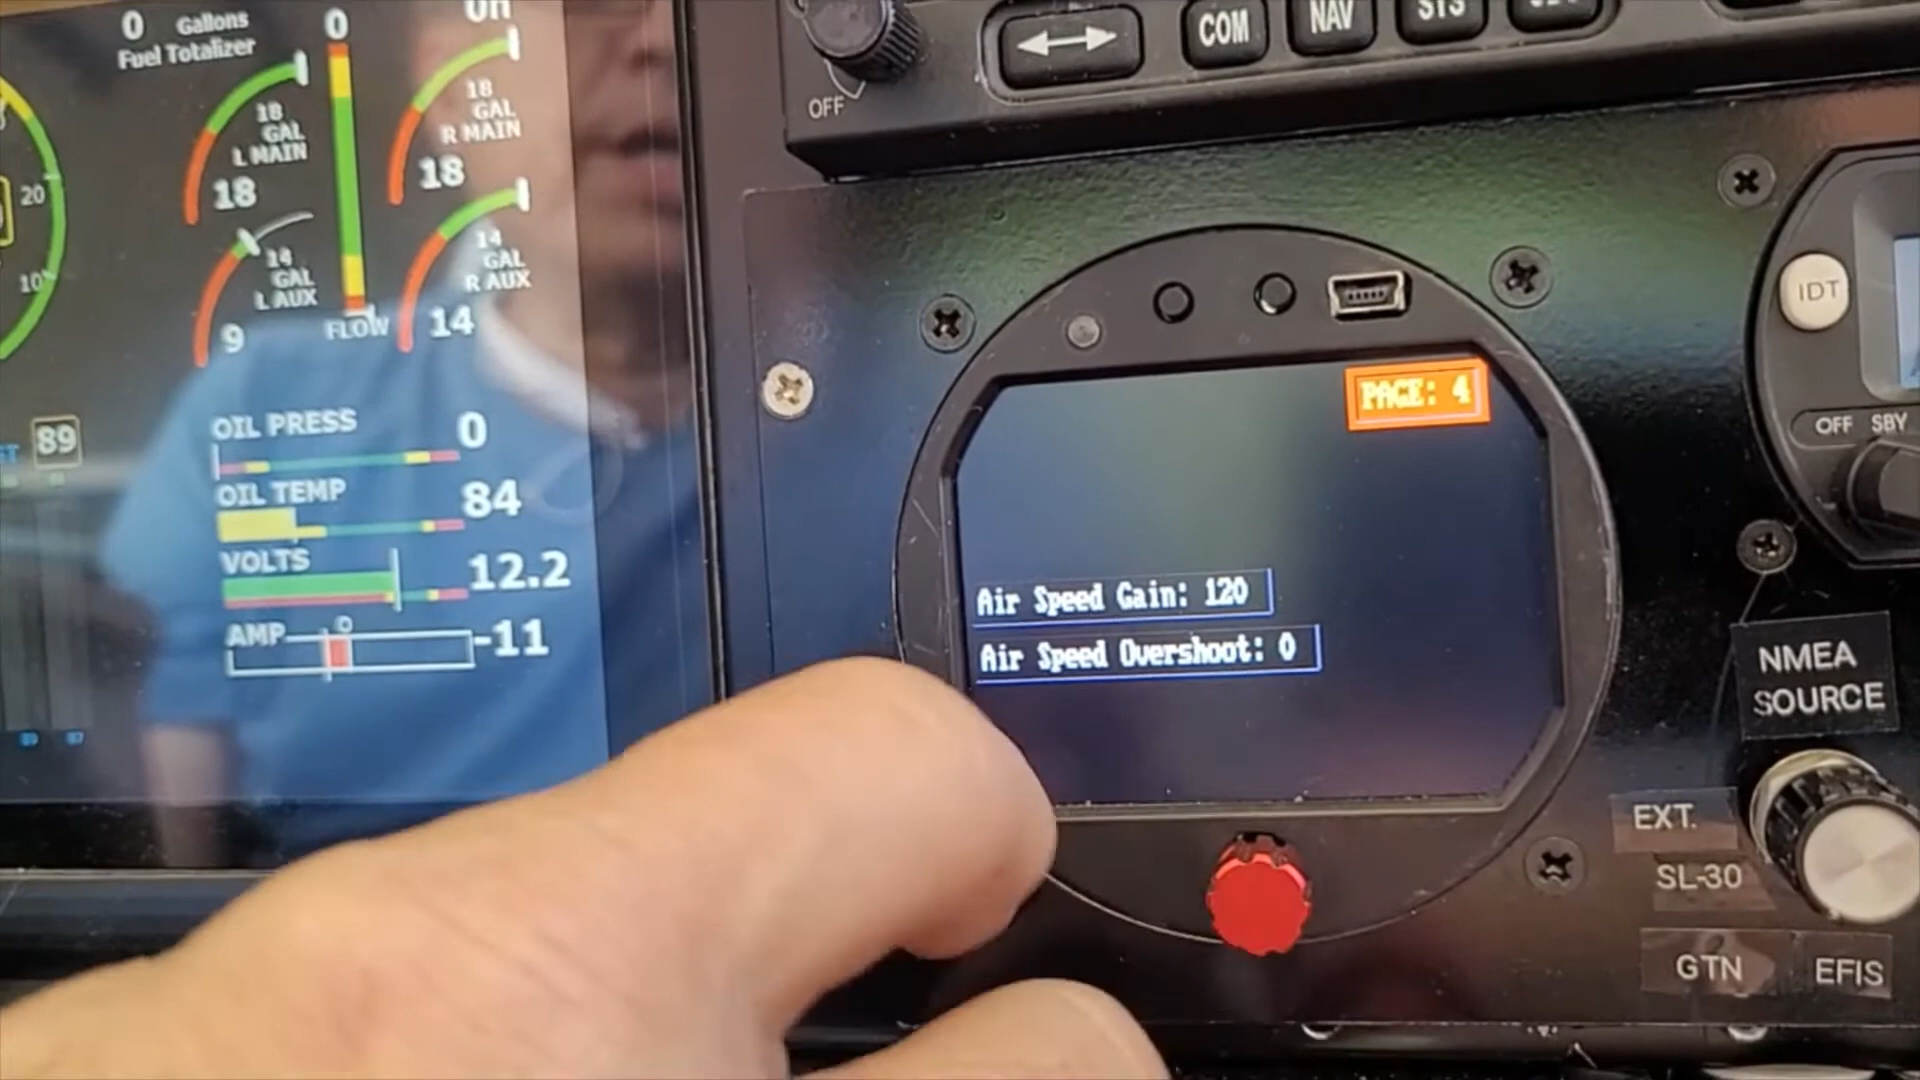 0 Gallons
Fuel Totalizer
0
18
GAL
L MAIN
18
18
GAL
R MAIN
18
14
GAL
L AUX
9
14
GAL
R AUX
14
FLOW
20
10
89
OIL PRESS 0
OIL TEMP 84
VOLTS 12.2
AMP 0 -11
OFF
COM
NAV
SYS
PAGE: 4
Air Speed Gain: 120
Air Speed Overshoot: 0
IDT
OFF SBY
NMEA
SOURCE
EXT.
SL-30
GTN
EFIS